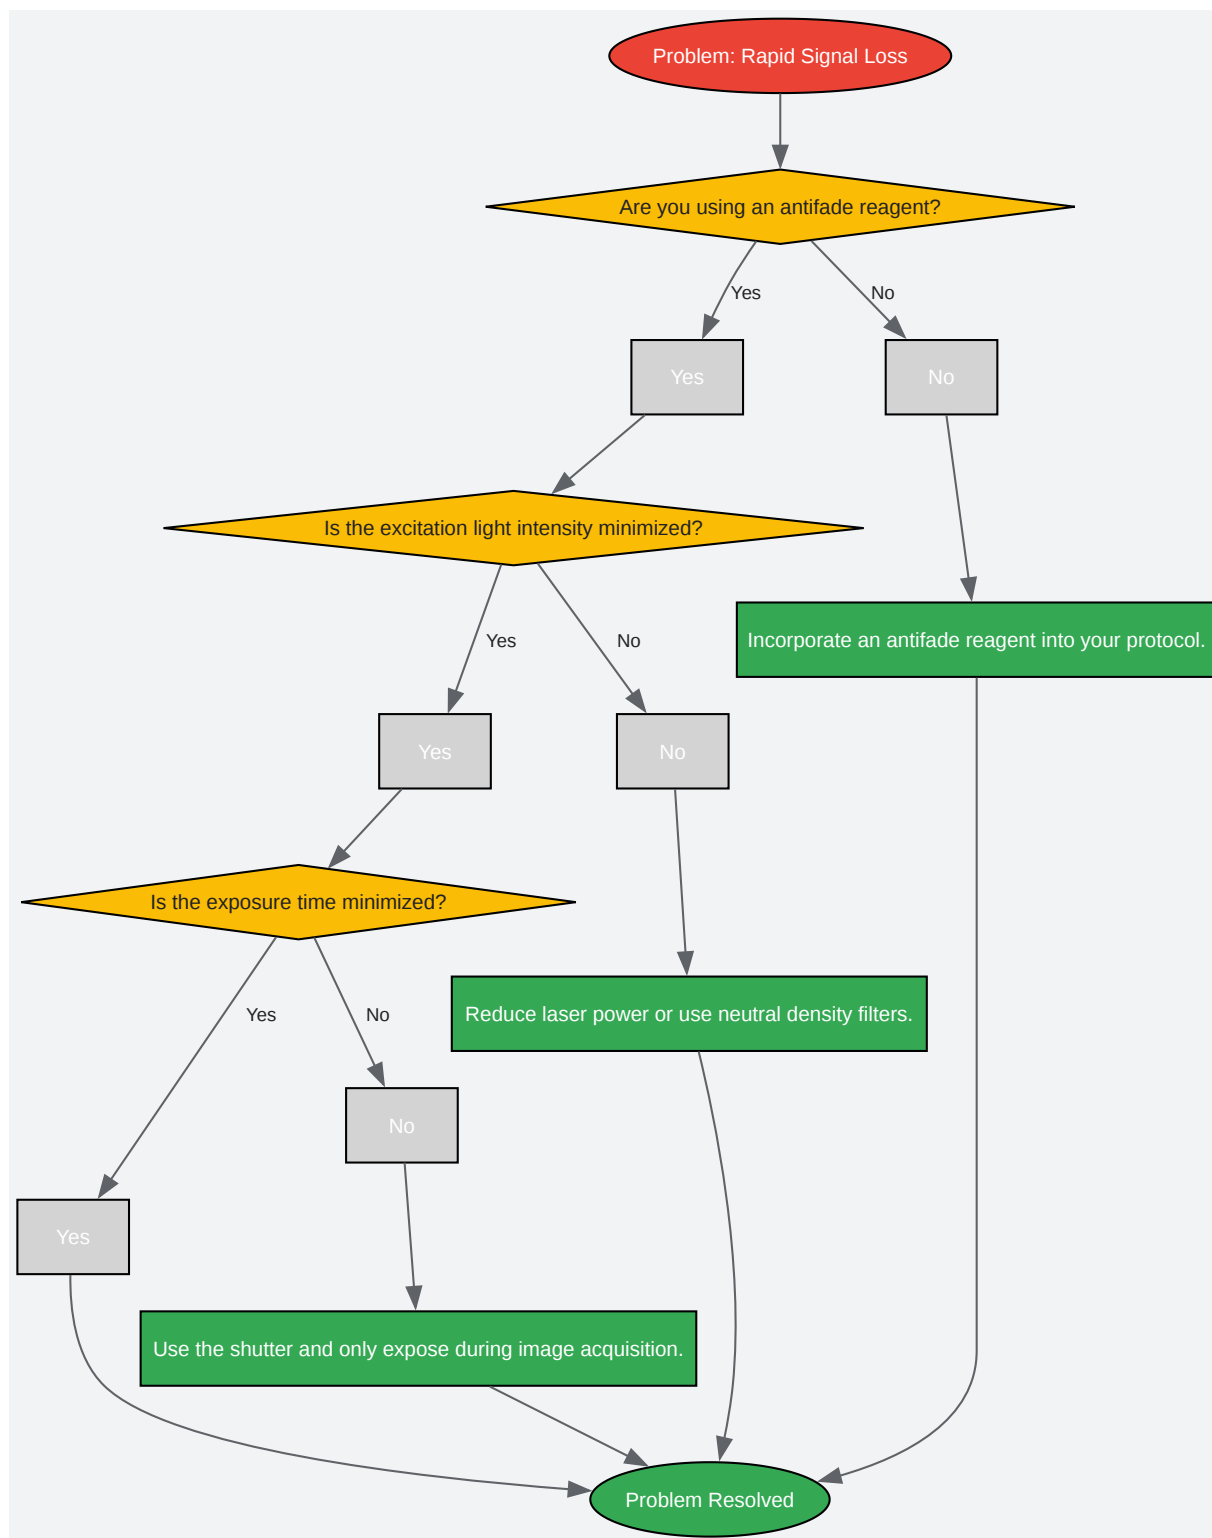 Problem: Rapid Signal Loss
Are you using an antifade reagent?
Yes
No
Yes
No
Is the excitation light intensity minimized?
Yes
No
Incorporate an antifade reagent into your protocol.
Yes
No
Is the exposure time minimized?
Yes
No
Reduce laser power or use neutral density filters.
No
Yes
Use the shutter and only expose during image acquisition.
Problem Resolved